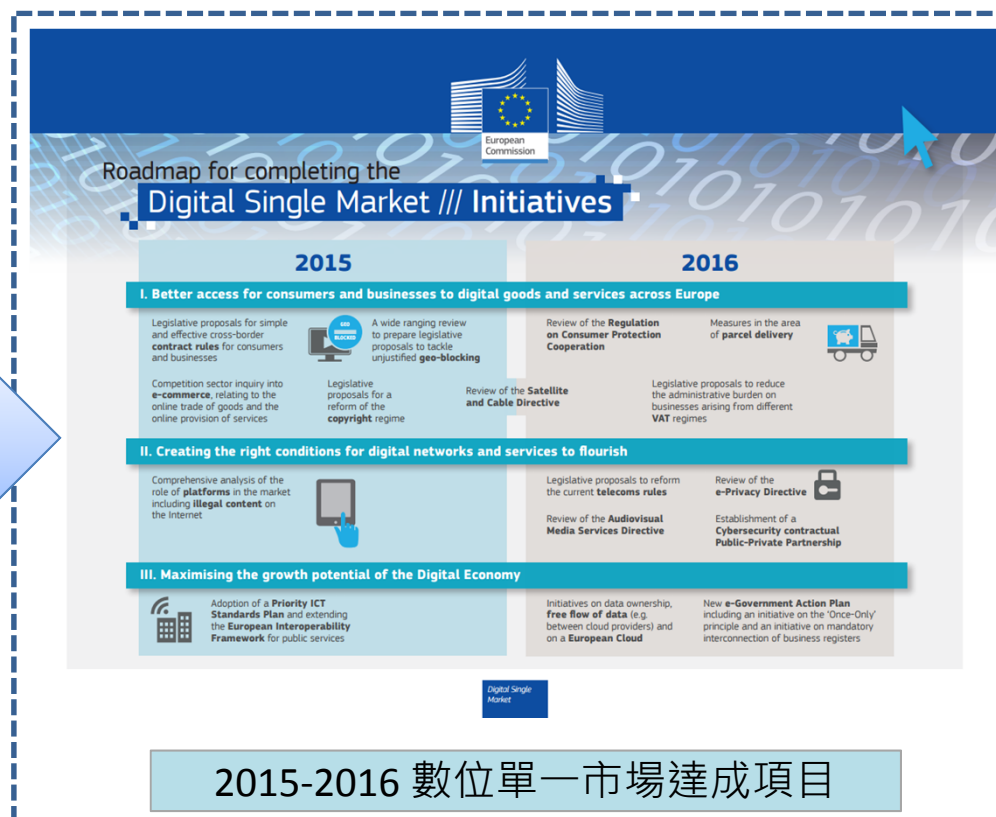 European
Commission
Roadmap for completing the
Digital Single Market /// Initiatives
2015
2016
I. Better access for consumers and businesses to digital goods and services across Europe
Legislative proposals for simple
and effective cross-border
contract rules for consumers
and businesses
GEO
BLOCKED
A wide ranging review
to prepare legislative
proposals to tackle
unjustified geo-blocking
Review of the Regulation
on Consumer Protection
Cooperation
Measures in the area
of parcel delivery
Competition sector inquiry into
e-commerce, relating to the
online trade of goods and the
online provision of services
Legislative
proposals for a
reform of the
copyright regime
Review of the Satellite
and Cable Directive
Legislative proposals to reduce
the administrative burden on
businesses arising from different
VAT regimes
II. Creating the right conditions for digital networks and services to flourish
Comprehensive analysis of the
role of platforms in the market
including illegal content on
the Internet
Legislative proposals to reform
the current telecoms rules
Review of the
e-Privacy Directive
Review of the Audiovisual
Media Services Directive
Establishment of a
Cybersecurity contractual
Public-Private Partnership
III. Maximising the growth potential of the Digital Economy
Adoption of a Priority ICT
Standards Plan and extending
the European Interoperability
Framework for public services
Initiatives on data ownership,
free flow of data (e.g.
between cloud providers) and
on a European Cloud
New e-Government Action Plan
including an initiative on the 'Once-Only'
principle and an initiative on mandatory
interconnection of business registers
Digital Single
Market
2015-2016 數位單一市場達成項目